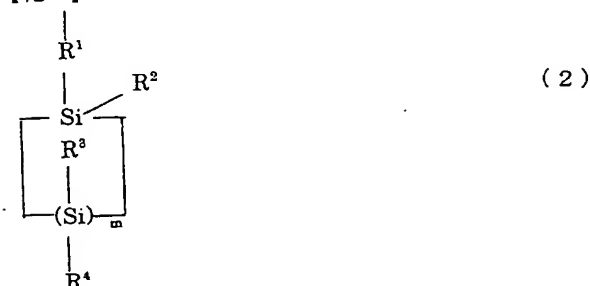 R¹
R²
(2)
Si
R³
(Si)m
R⁴